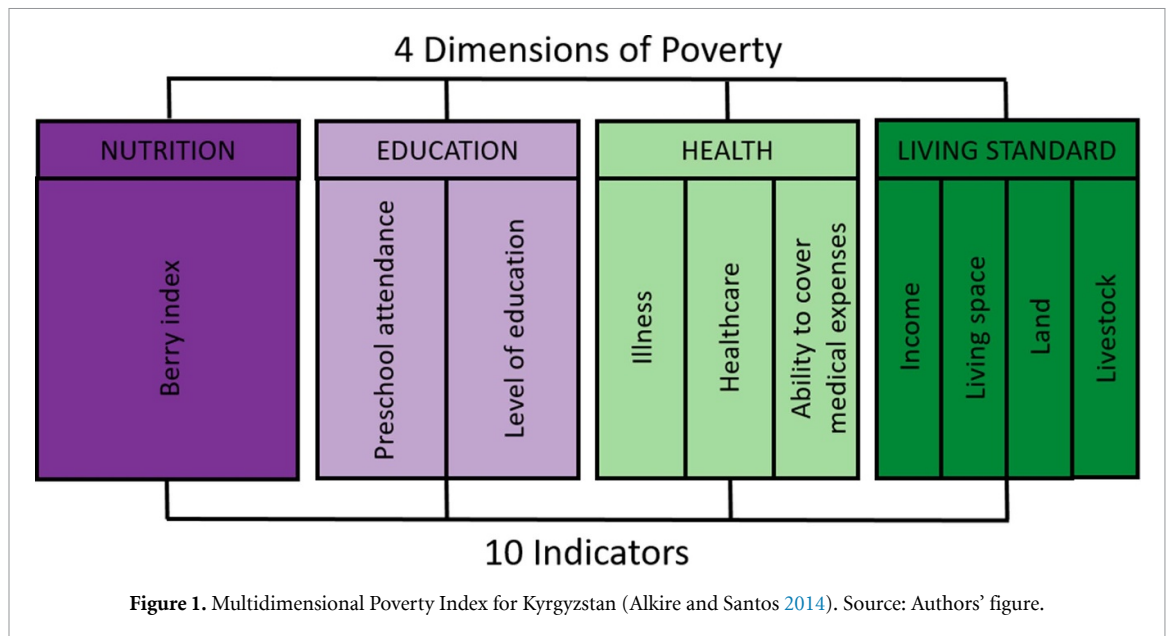 4 Dimensions of Poverty
NUTRITION
EDUCATION
HEALTH
LIVING STANDARD
Berry index
Preschool attendance
Level of education
Illness
Healthcare
Ability to cover
medical expenses
Income
Living space
Land
Livestock
10 Indicators
Figure 1. Multidimensional Poverty Index for Kyrgyzstan (Alkire and Santos 2014). Source: Authors' figure.